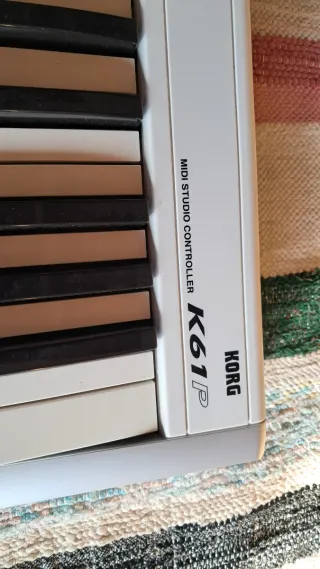 MIDI STUDIO CONTROLLER
K61P
KORG